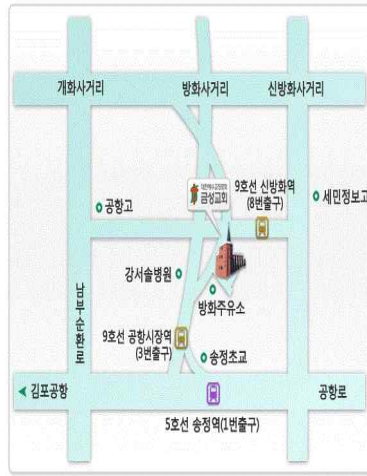 개화사거리
방화사거리
신방화사거리
금성교회
9호선 신방화역
(8번출구)
세민정보고
공항고
강서솔병원
방화주유소
남부순환로
9호선 공항시장역
(3번출구)
송정초교
김포공항
공항로
5호선 송정역(1번출구)